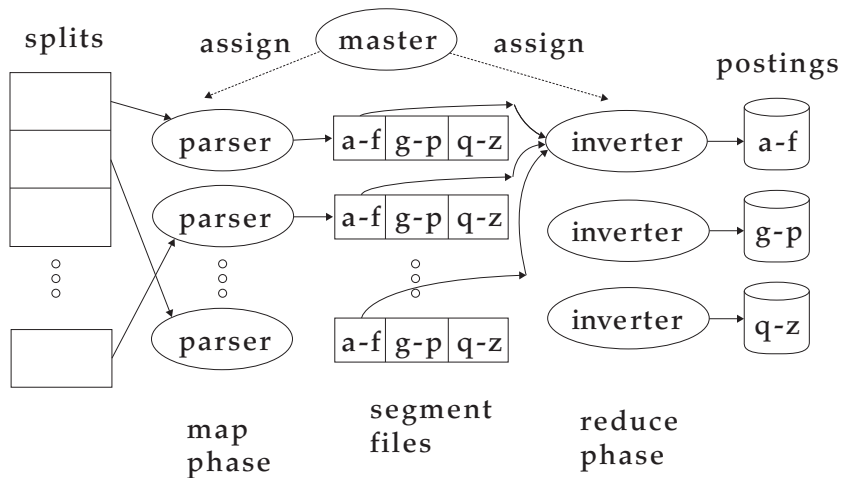 splits
assign
master
assign
postings
parser
a-f g-p q-z
inverter
a-f
parser
a-f g-p q-z
inverter
g-p
parser
a-f g-p q-z
inverter
q-z
map
phase
segment
files
reduce
phase